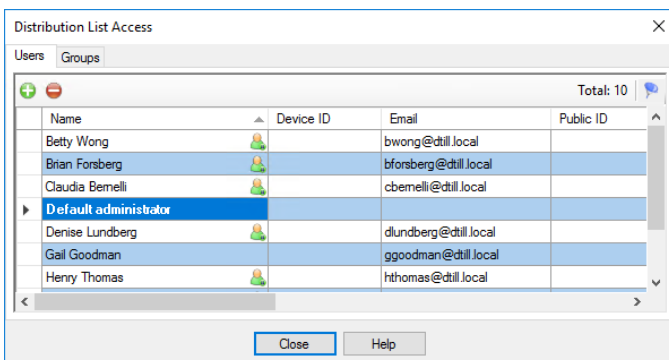 Distribution List Access
Users Groups
Total: 10
Name Device ID Email Public ID
Betty Wong bwong@dtill.local
Brian Forsberg bforsberg@dtill.local
Claudia Bernelli cbernelli@dtill.local
Default administrator
Denise Lundberg dlundberg@dtill.local
Gail Goodman ggoodman@dtill.local
Henry Thomas hthomas@dtill.local
Close Help